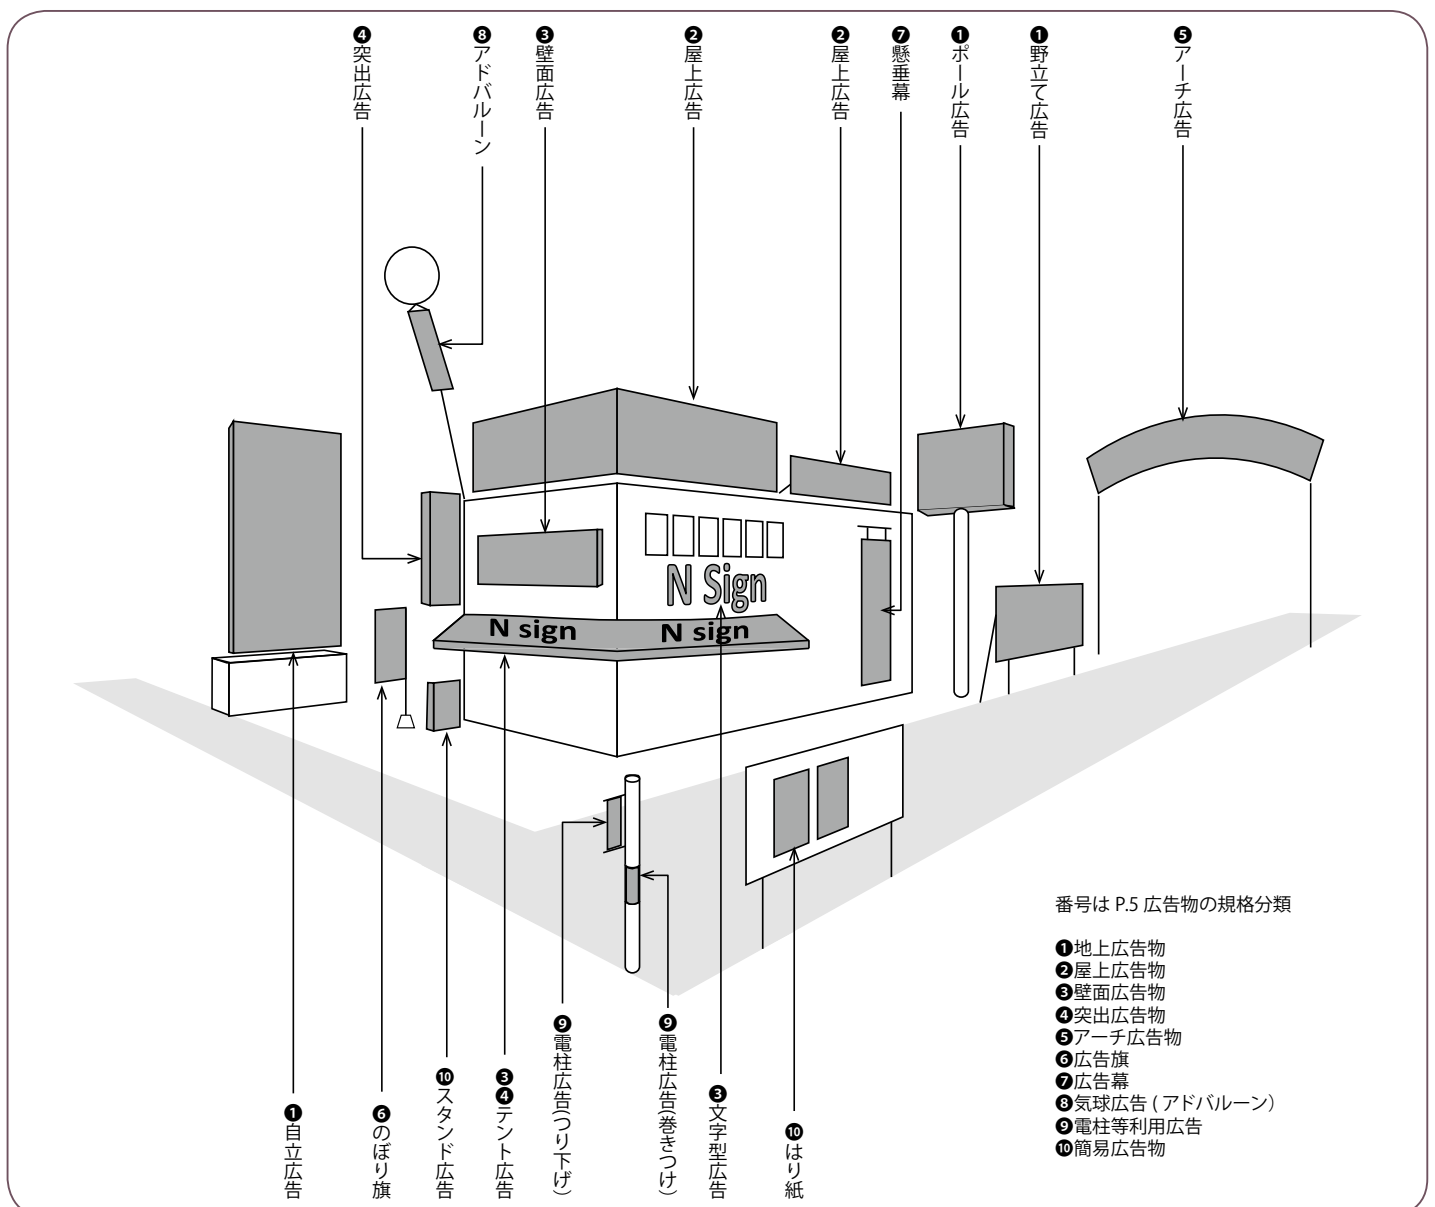 ❹突出広告
❽アドバルーン
❸壁面広告
❷屋上広告
❷屋上広告
❼懸垂幕
❶ポール広告
❶野立て広告
❺アーチ広告
N Sign
N sign
N sign
❶自立広告
❻のぼり旗
❿スタンド広告
❸❹テント広告
❾電柱広告(つり下げ)
❾電柱広告(巻きつけ)
❸文字型広告
❿はり紙
番号は P.5 広告物の規格分類
❶地上広告物
❷屋上広告物
❸壁面広告物
❹突出広告物
❺アーチ広告物
❻広告旗
❼広告幕
❽気球広告 ( アドバルーン）
❾電柱等利用広告
❿簡易広告物